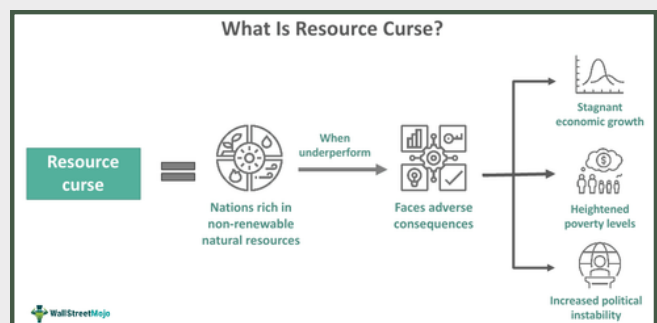 What Is Resource Curse?
Resource
curse
Nations rich in
non-renewable
natural resources
When
underperform
Faces adverse
consequences
Stagnant
economic growth
Heightened
poverty levels
Increased political
instability
WallStreetMojo